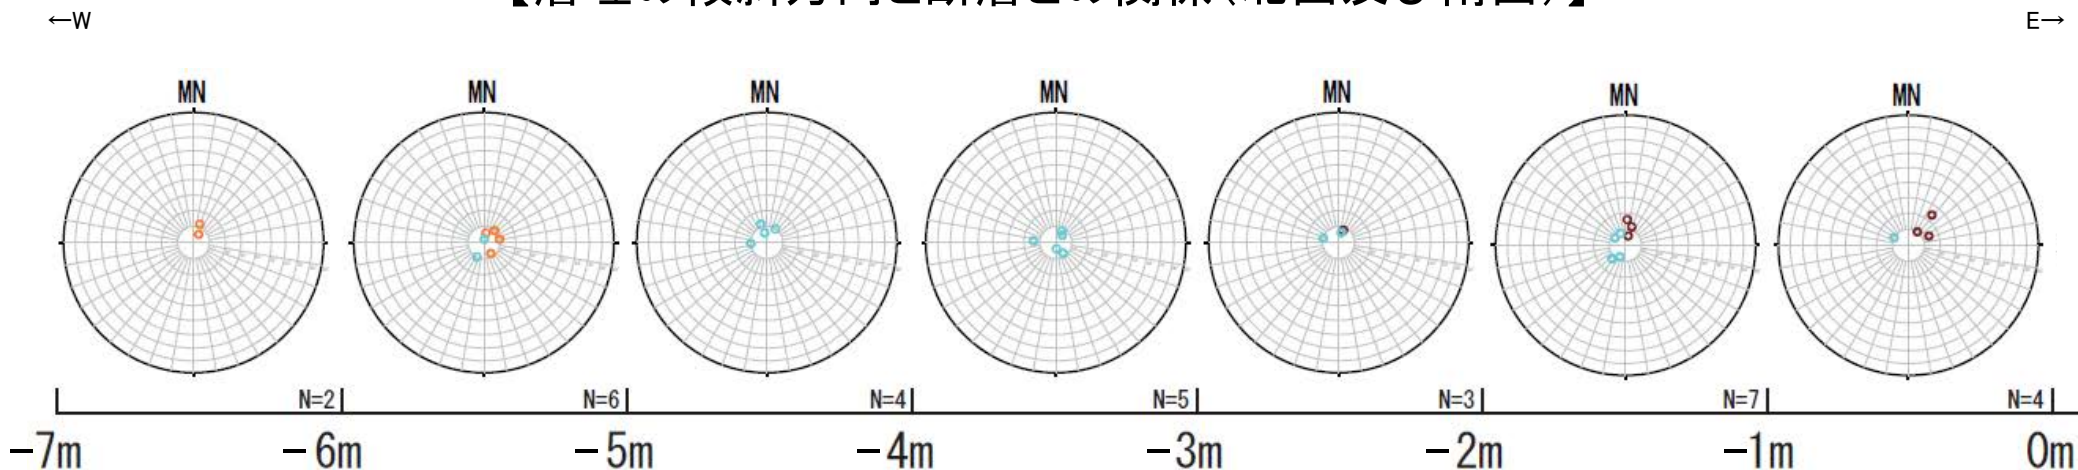 ←W
E→
MN MN MN MN MN MN MN
N=2 N=6 N=4 N=5 N=3 N=7 N=4
-7m -6m -5m -4m -3m -2m -1m 0m